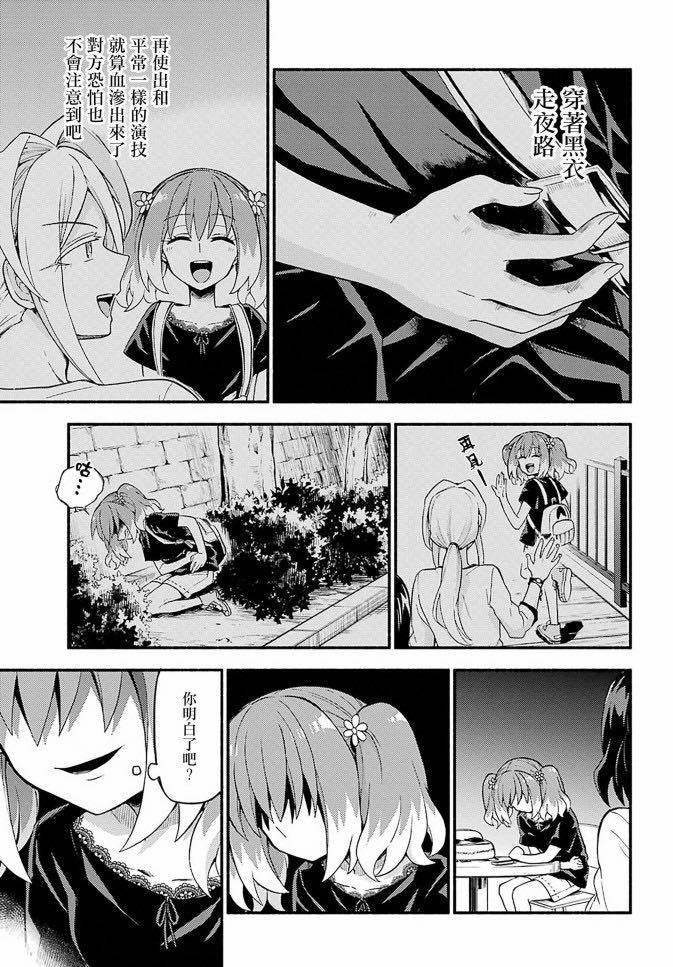 穿著黑衣
走夜路
再使出和
平常一樣的演技
就算血滲出來了
對方恐怕也
不會注意到吧
再見!
咕…
你明白了吧?